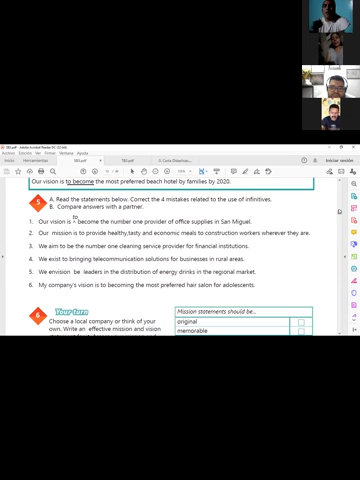 SB3.pdf - Adobe Acrobat Reader DC (32-bit)
Archivo Edición Ver Firmar Ventana Ayuda
Inicio Herramientas SB3.pdf TB3.pdf Iniciar sesión
Our vision is to become the most preferred beach hotel by families by 2020.
5 A. Read the statements below. Correct the 4 mistakes related to the use of infinitives.
B. Compare answers with a partner.
to
1. Our vision is ^ become the number one provider of office supplies in San Miguel.
2. Our mission is to provide healthy,tasty and economic meals to construction workers wherever they are.
3. We aim to be the number one cleaning service provider for financial institutions.
4. We exist to bringing telecommunication solutions for businesses in rural areas.
5. We envision be leaders in the distribution of energy drinks in the regional market.
6. My company's vision is to becoming the most preferred hair salon for adolescents.
6 Your turn
Choose a local company or think of your
own. Write an effective mission and vision
Mission statements should be...
original
memorable